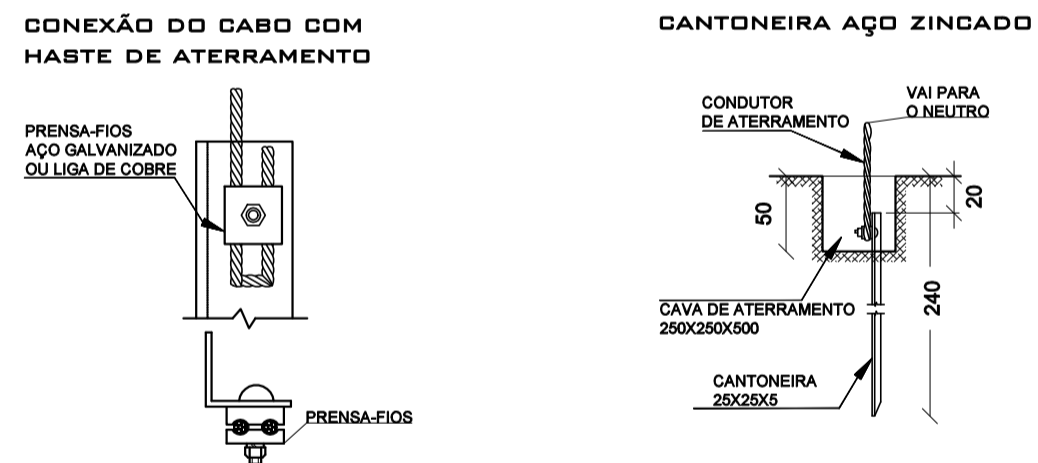 CONEXÃO DO CABO COM
HASTE DE ATERRAMENTO
PRENSA-FIOS
AÇO GALVANIZADO
OU LIGA DE COBRE
PRENSA-FIOS
CANTONEIRA AÇO ZINCADO
CONDUTOR
DE ATERRAMENTO
VAI PARA
O NEUTRO
50
20
240
CAVA DE ATERRAMENTO
250X250X500
CANTONEIRA
25X25X5